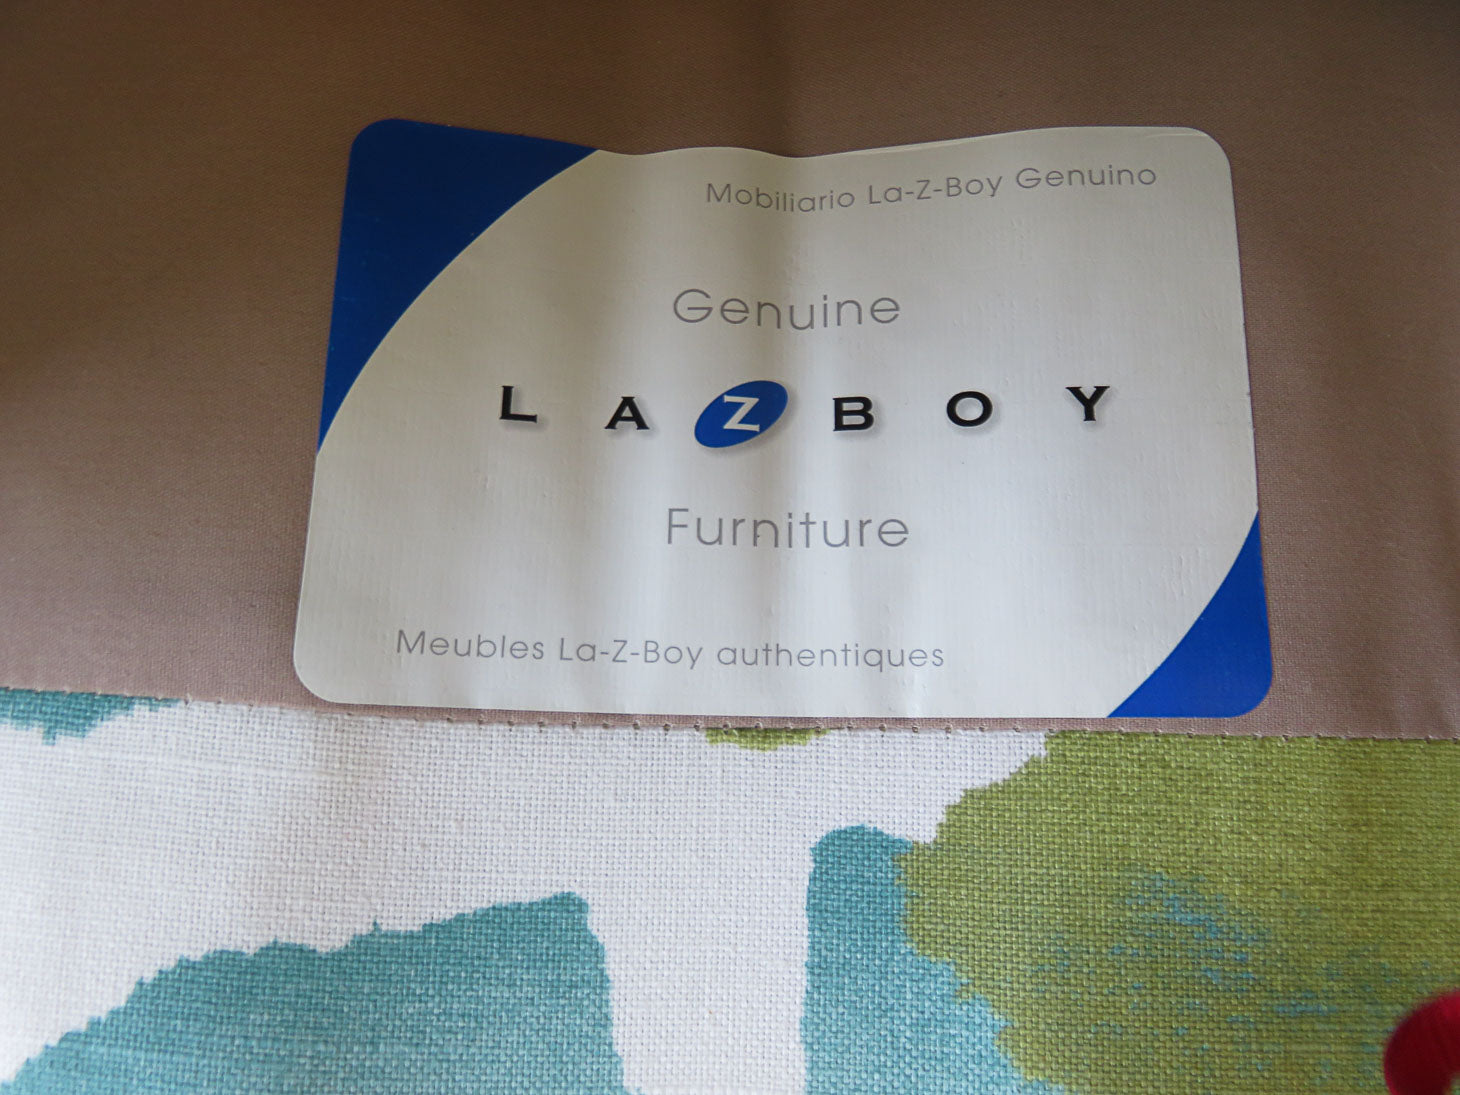 Mobiliario La-Z-Boy Genuino
Genuine
LAZBOY
Furniture
Meubles La-Z-Boy authentiques